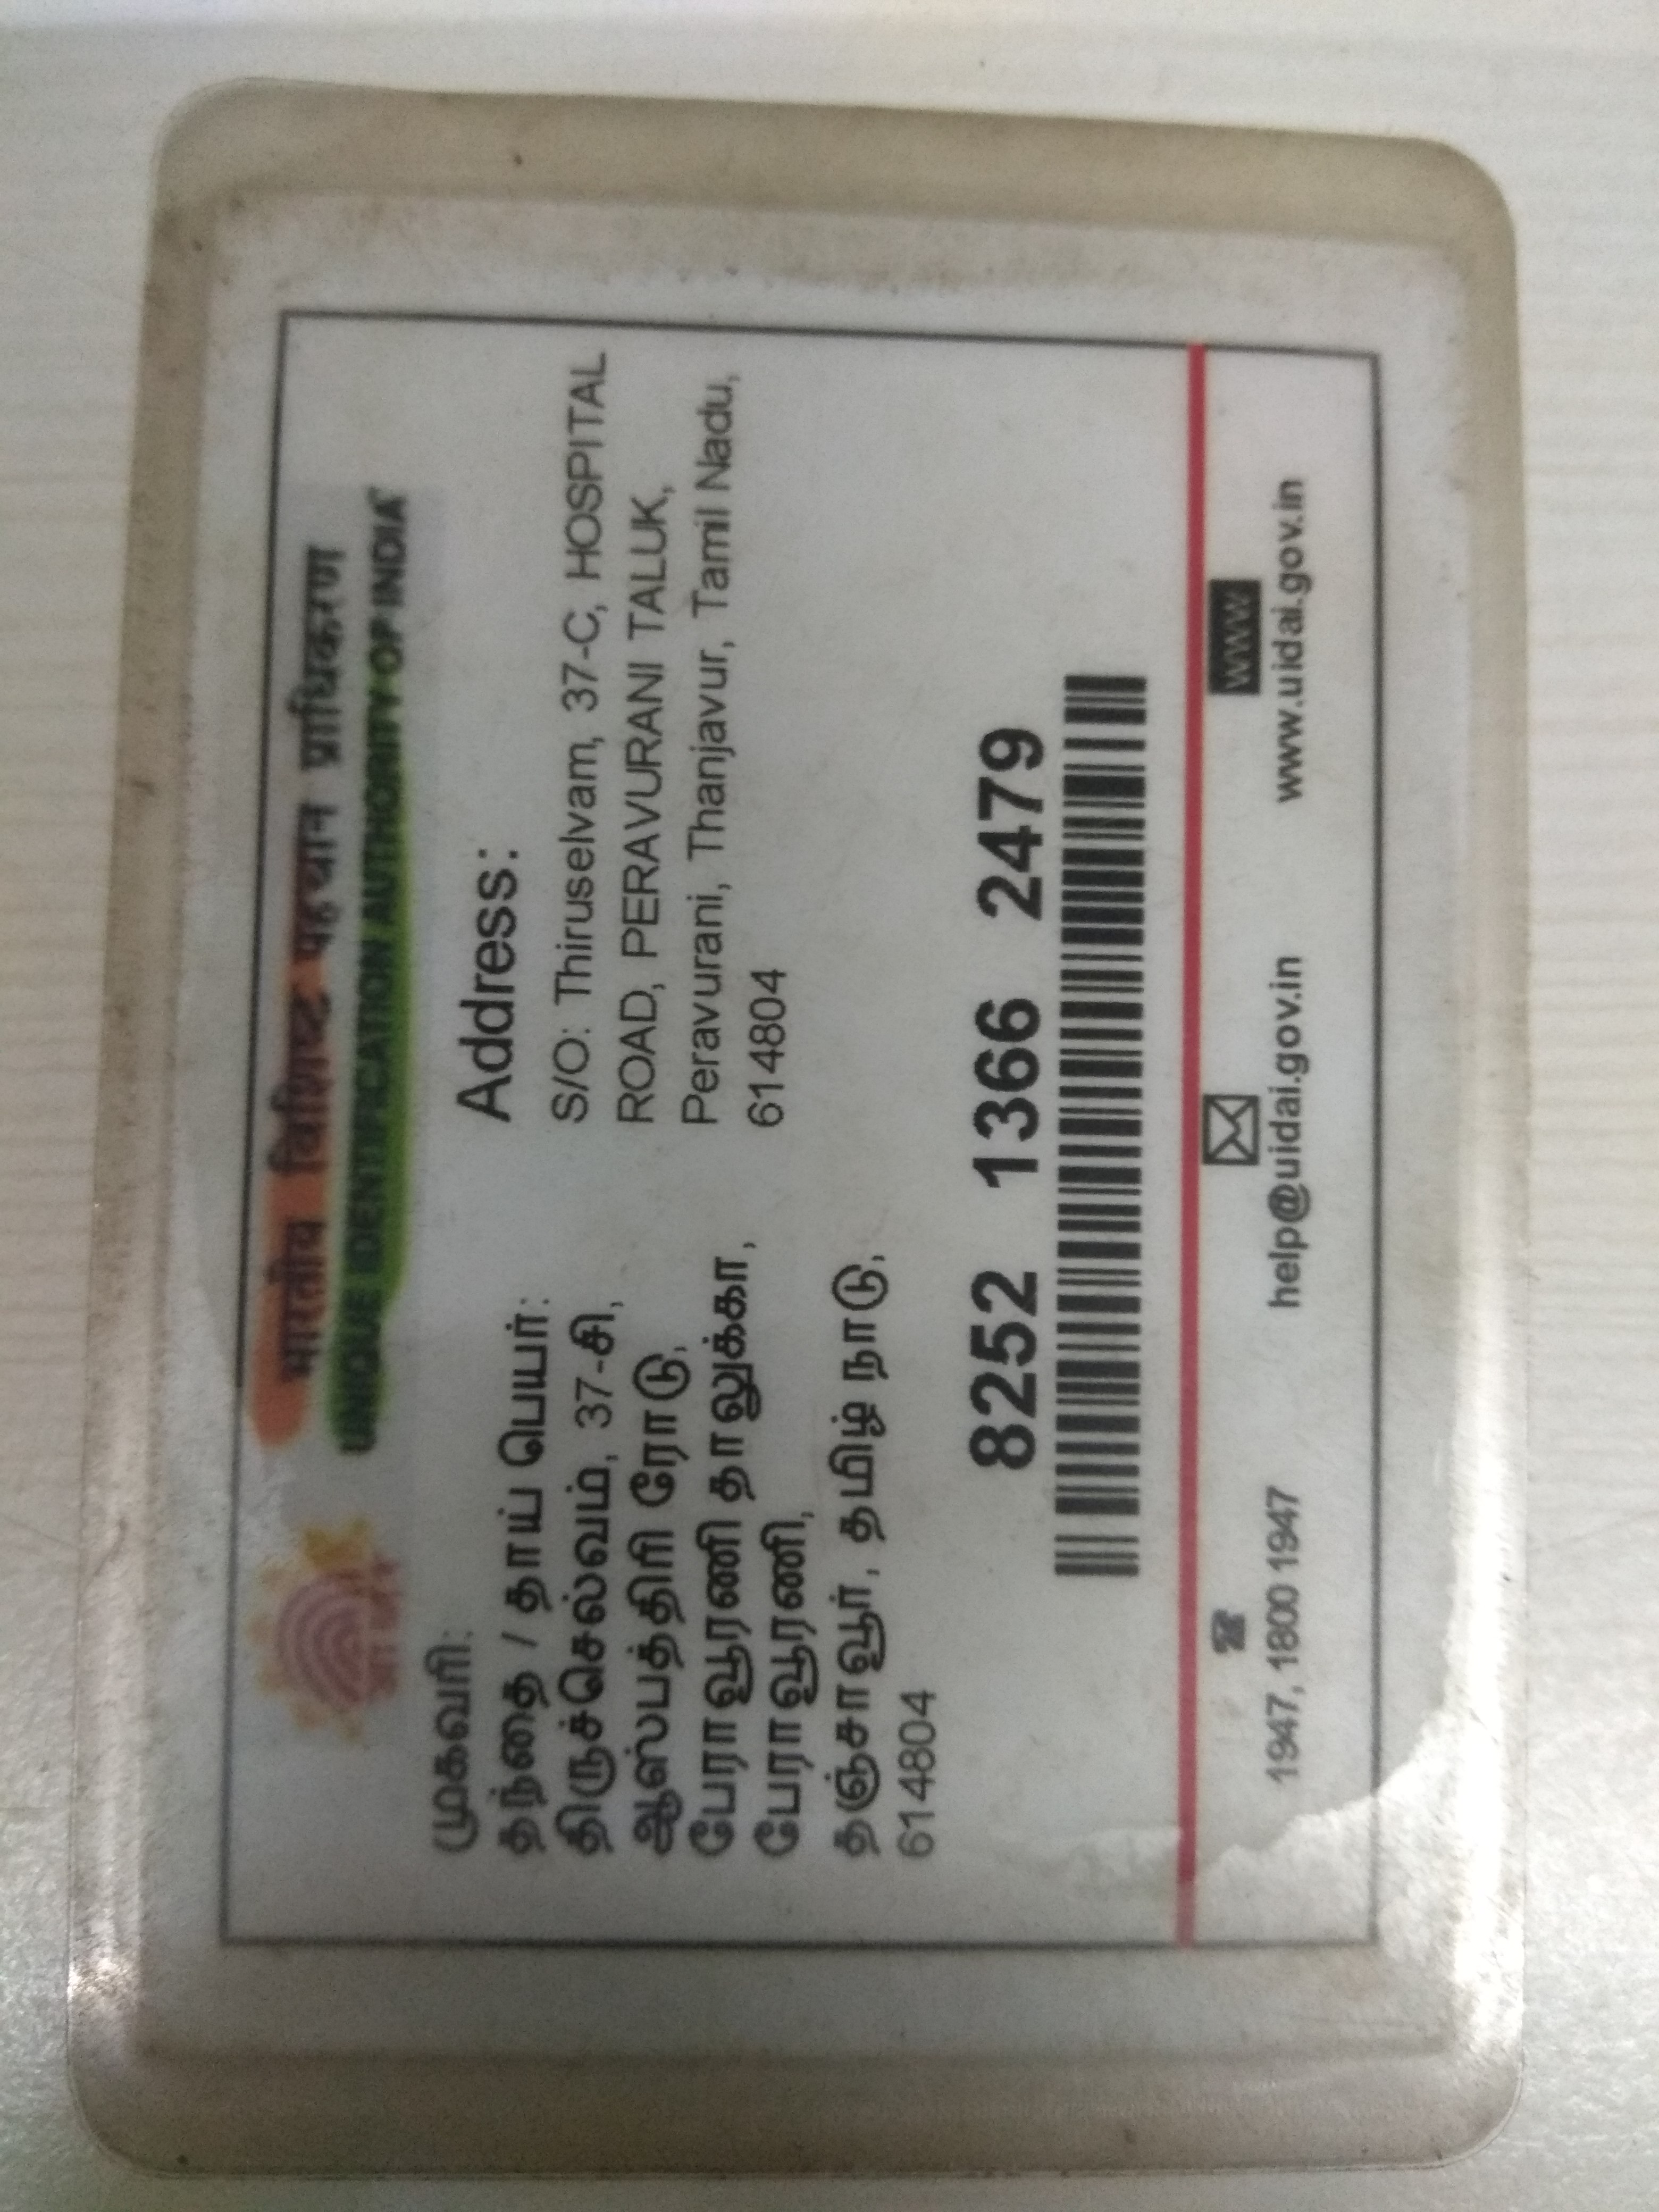 भारतीय विशिष्ट पहचान प्राधिकरण
UNIQUE IDENTIFICATION AUTHORITY OF INDIA
முகவரி:
தந்தை / தாய் பெயர்:
திருச்செல்வம், 37-சி,
ஆஸ்பத்திரி ரோடு,
பேராவூரணி தாலுக்கா,
பேராவூரணி,
தஞ்சாவூர், தமிழ் நாடு,
614804
Address:
S/O: Thiruselvam, 37-C, HOSPITAL
ROAD, PERAVURANI TALUK,
Peravurani, Thanjavur, Tamil Nadu,
614804
8252 1366 2479
1947, 1800 1947
help@uidai.gov.in
WWW
www.uidai.gov.in